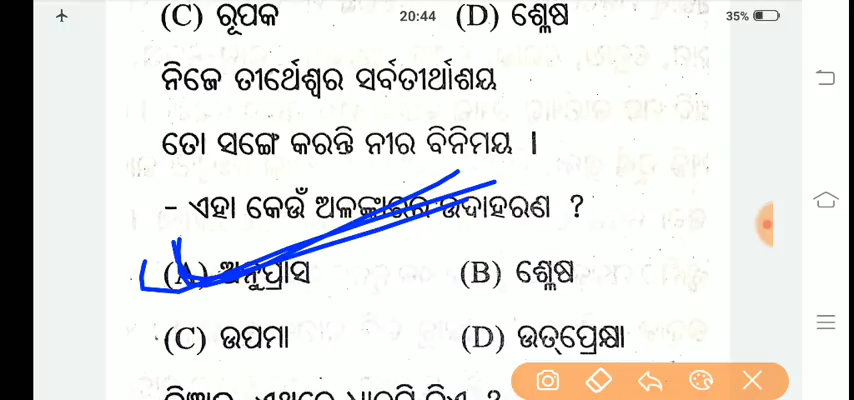 20:44
35%
(C) ରୂପକ (D) ଶ୍ଳେଷ
ନିଜେ ତୀର୍ଥେଶ୍ୱର ସର୍ବତୀର୍ଥାଶୟ
ତୋ ସଙ୍ଗେ କରନ୍ତି ନୀର ବିନିମୟ ।
- ଏହା କେଉଁ ଅଳଙ୍କାରର ଉଦାହରଣ ?
(A) ଅନୁପ୍ରାସ (B) ଶ୍ଳେଷ
(C) ଉପମା (D) ଉତ୍‌ପ୍ରେକ୍ଷା